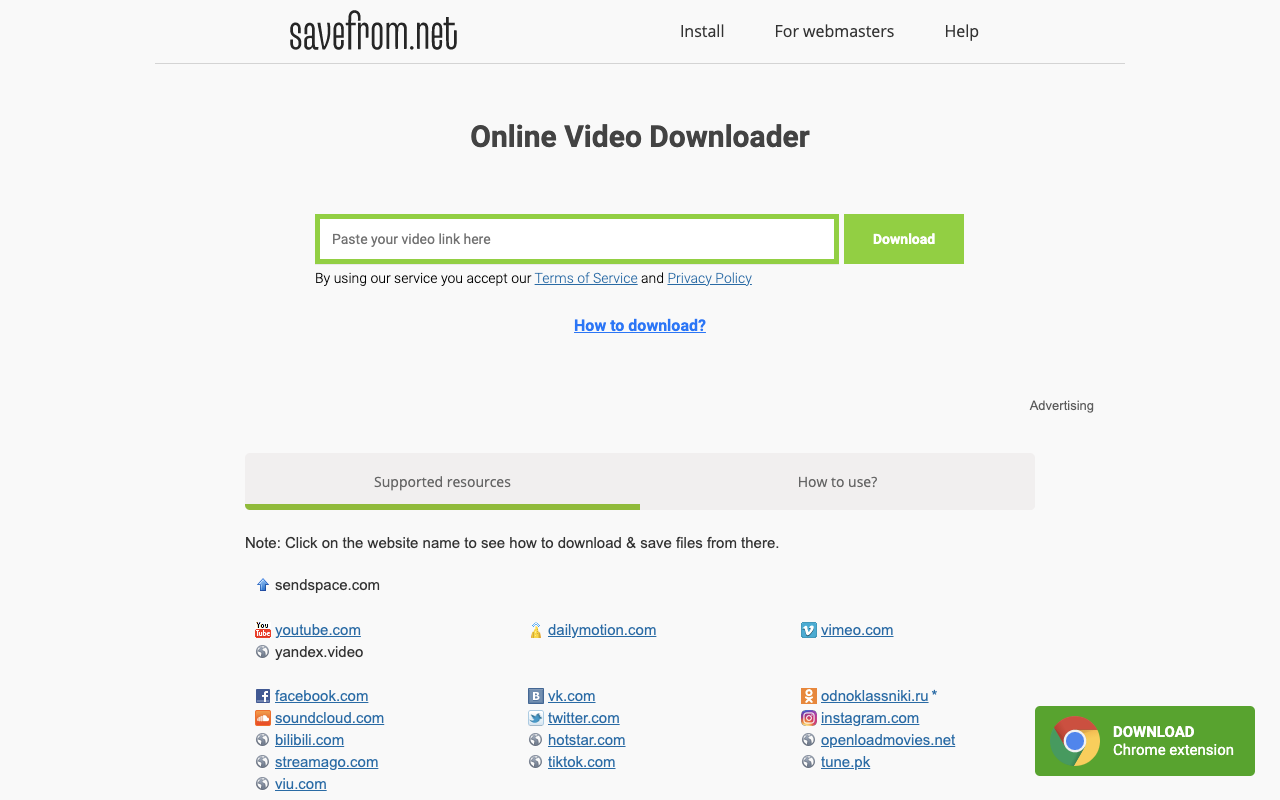 savefrom.net
Install For webmasters Help
Online Video Downloader
Paste your video link here
Download
By using our service you accept our Terms of Service and Privacy Policy
How to download?
Advertising
Supported resources How to use?
Note: Click on the website name to see how to download & save files from there.
sendspace.com
You
Tube youtube.com dailymotion.com vimeo.com
yandex.video
facebook.com vk.com odnoklassniki.ru *
soundcloud.com twitter.com instagram.com
bilibili.com hotstar.com openloadmovies.net
streamago.com tiktok.com tune.pk
viu.com
DOWNLOAD
Chrome extension